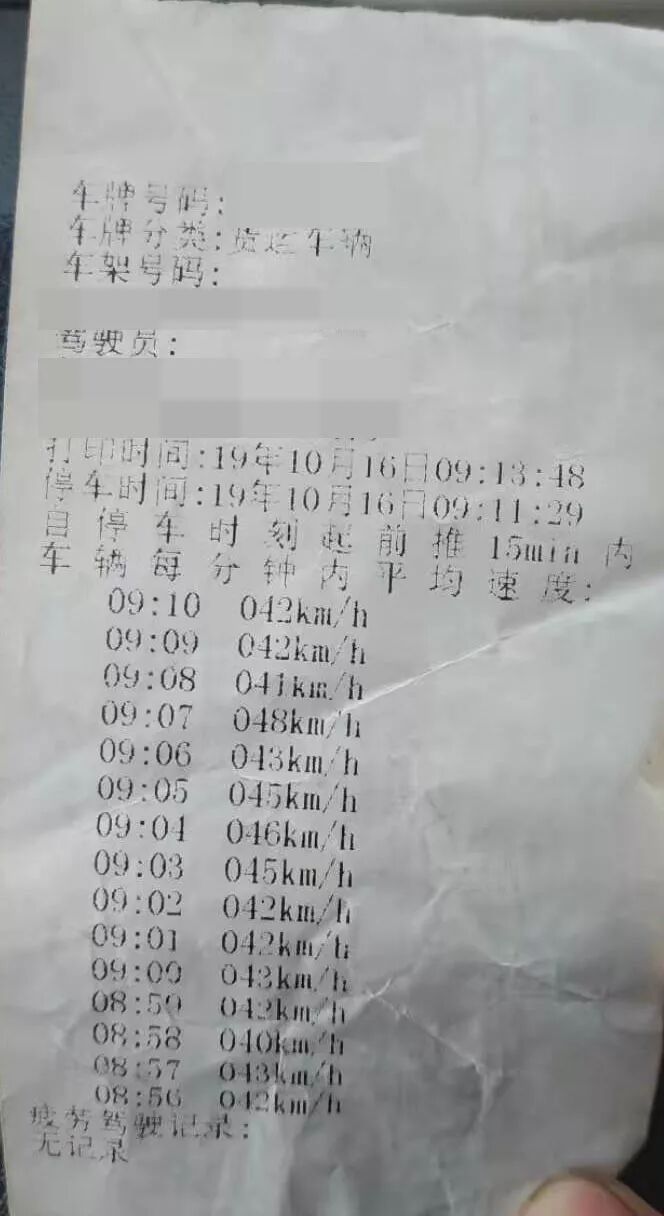 车牌号码:
车牌分类:货运车辆
车架号码:
驾驶员:
打印时间:19年10月16日09:13:48
停车时间:19年10月16日09:11:29
自停车时刻起前推15min内
车辆每分钟内平均速度:
09:10 042km/h
09:09 042km/h
09:08 041km/h
09:07 048km/h
09:06 043km/h
09:05 045km/h
09:04 046km/h
09:03 045km/h
09:02 042km/h
09:01 042km/h
09:00 043km/h
08:59 042km/h
08:58 040km/h
08:57 043km/h
08:56 042km/h
疲劳驾驶记录:
无记录